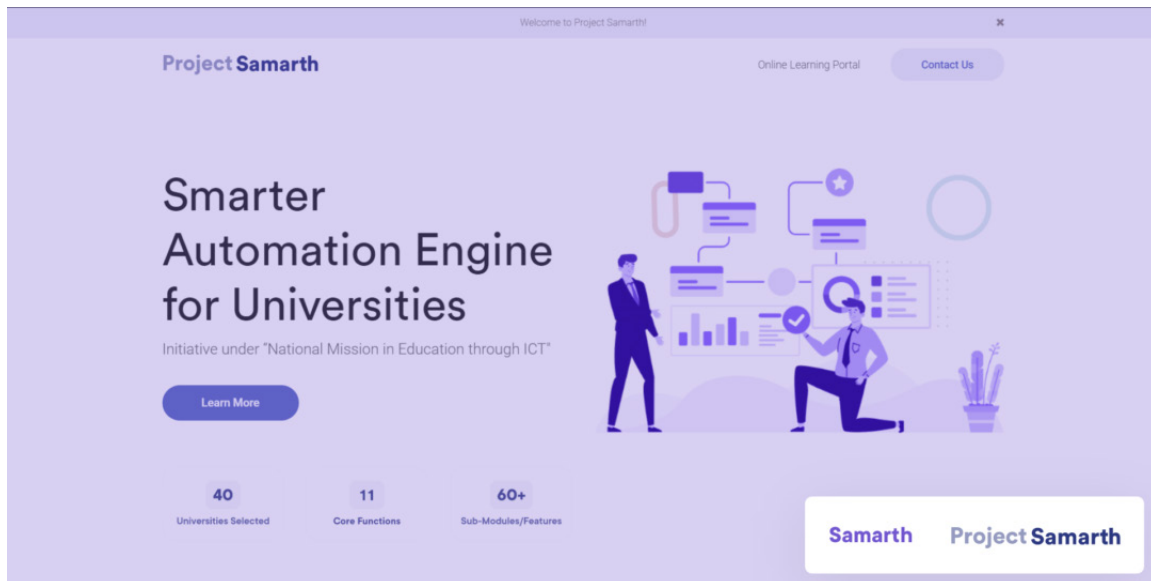 Welcome to Project Samarth!
Project Samarth
Online Learning Portal
Contact Us
Smarter
Automation Engine
for Universities
Initiative under "National Mission in Education through ICT"
Learn More
40
Universities Selected
11
Core Functions
60+
Sub-Modules/Features
Samarth
Project Samarth